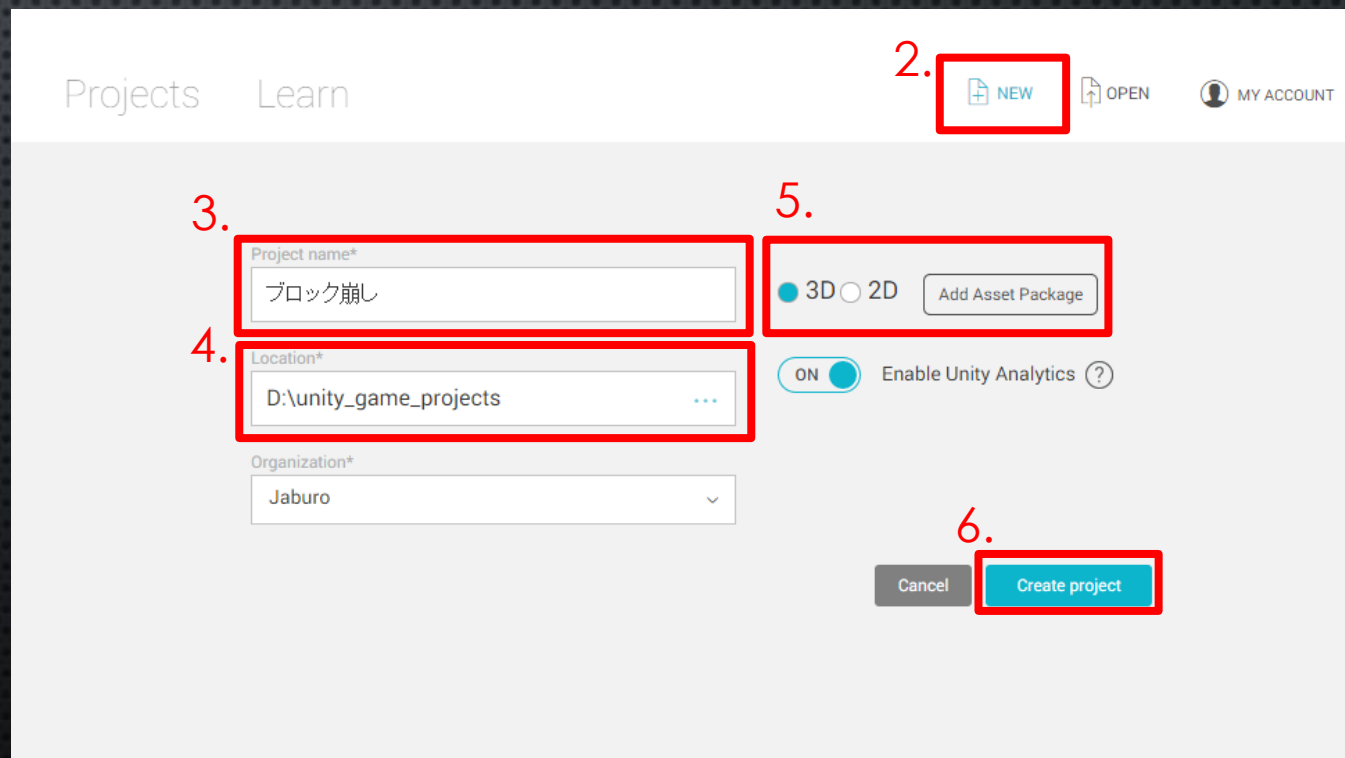 2.
Projects Learn NEW OPEN MY ACCOUNT
3.
Project name*
ブロック崩し
5.
3D 2D Add Asset Package
4.
Location*
D:\unity_game_projects ...
ON Enable Unity Analytics ?
Organization*
Jaburo
6.
Cancel Create project